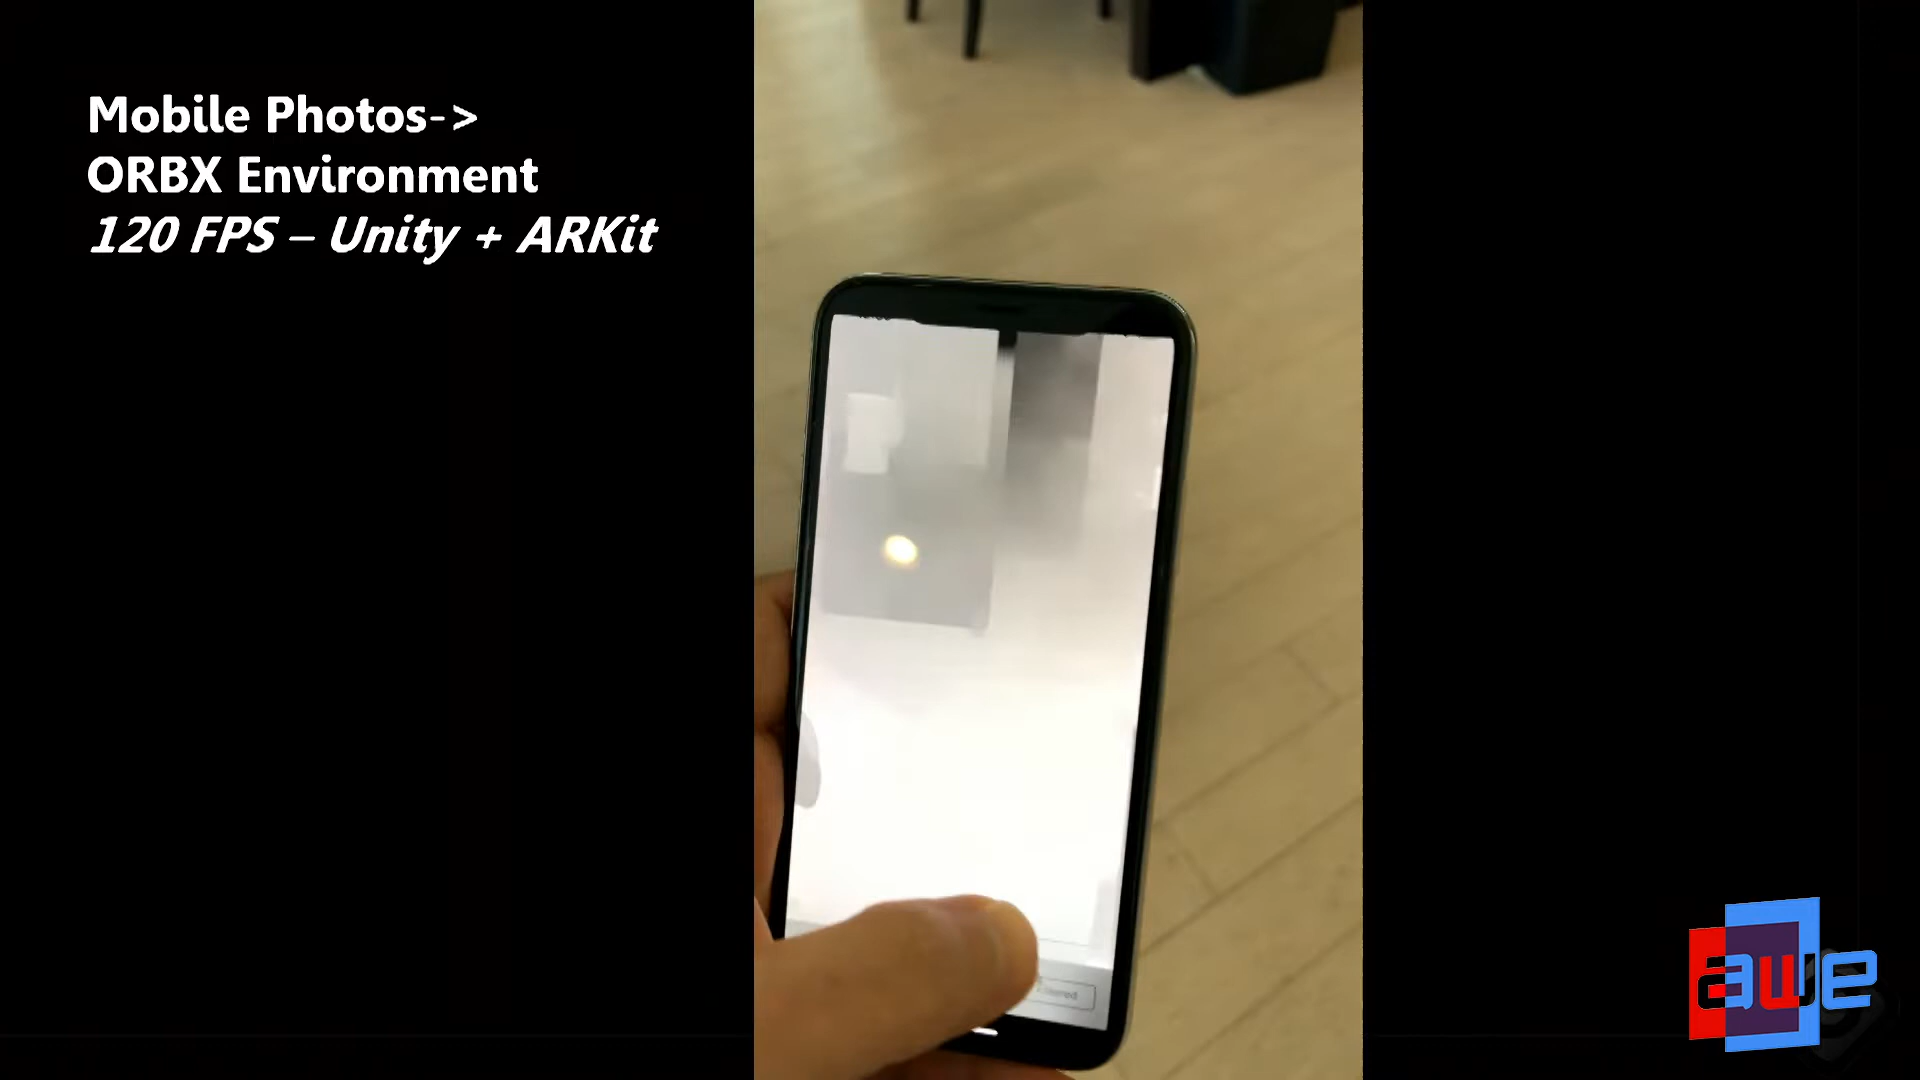 Mobile Photos->
ORBX Environment
120 FPS – Unity + ARKit
awe